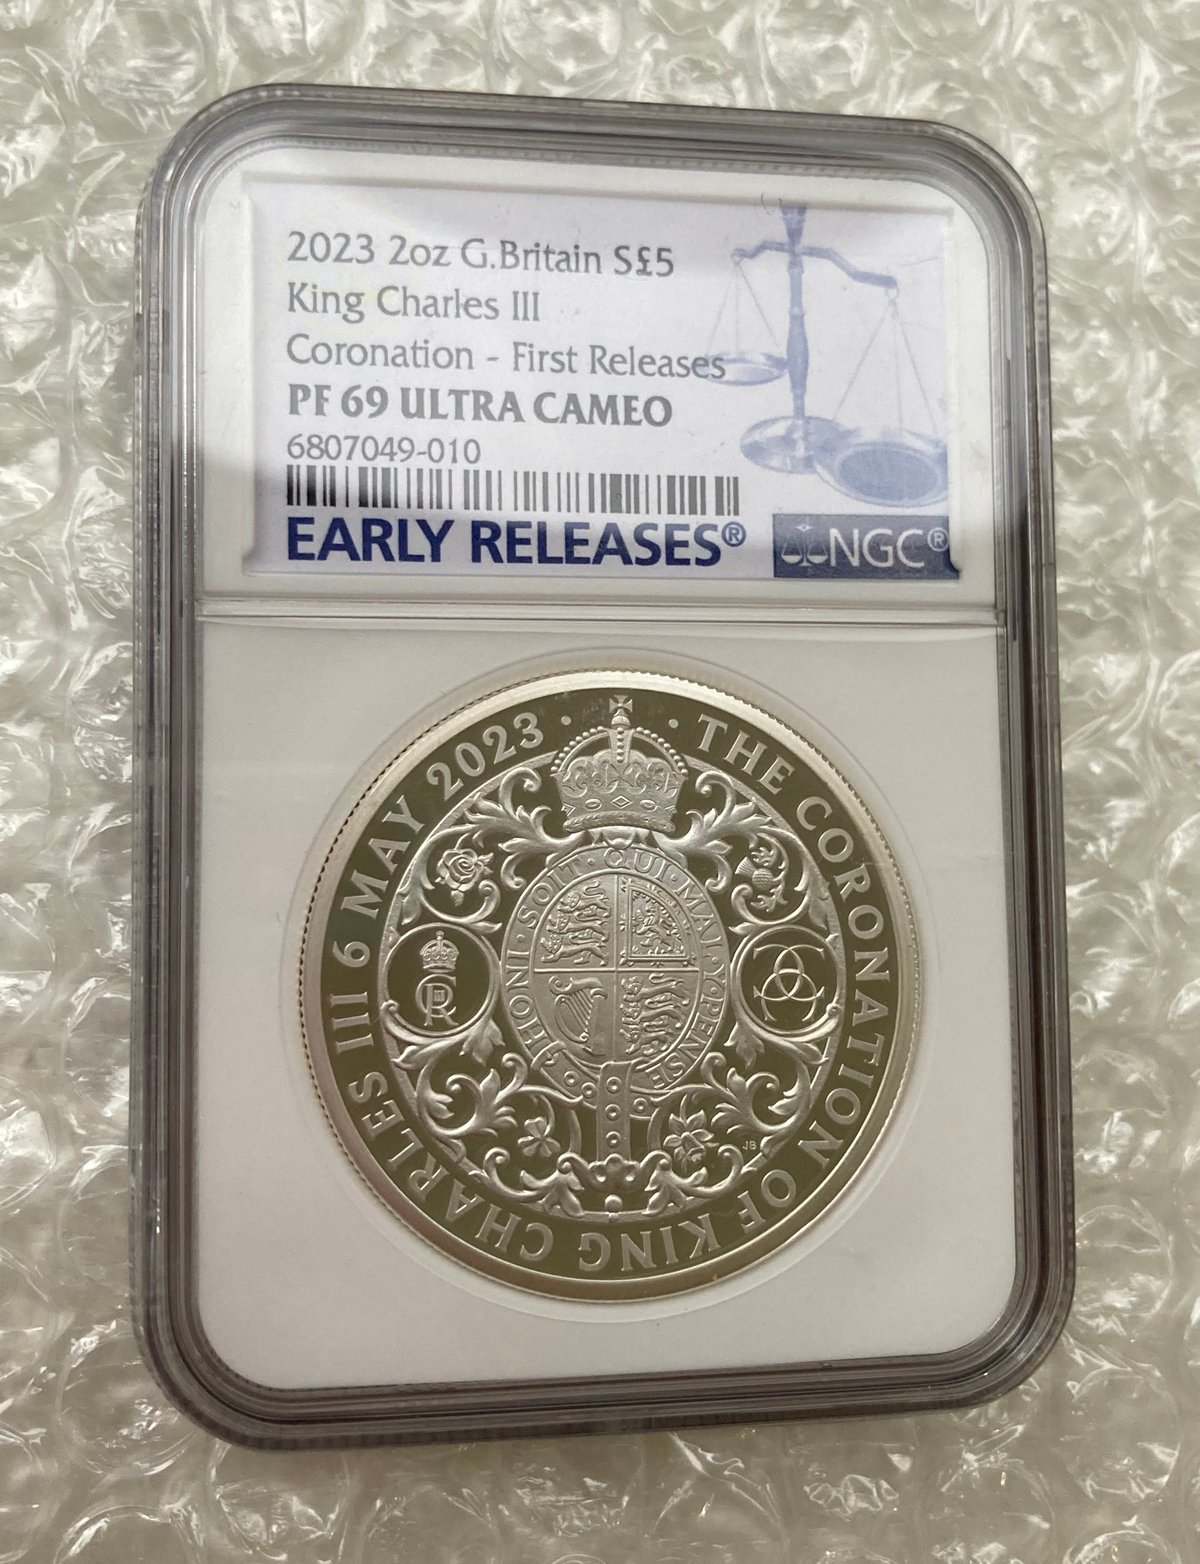 2023 2oz G.Britain S£5
King Charles III
Coronation - First Releases
PF 69 ULTRA CAMEO
6807049-010
EARLY RELEASES®
NGC®
· THE CORONATION OF KING CHARLES III 6 MAY 2023 ·
HONI · SOIT · QUI · MAL · Y · PENSE
CR
III
JB